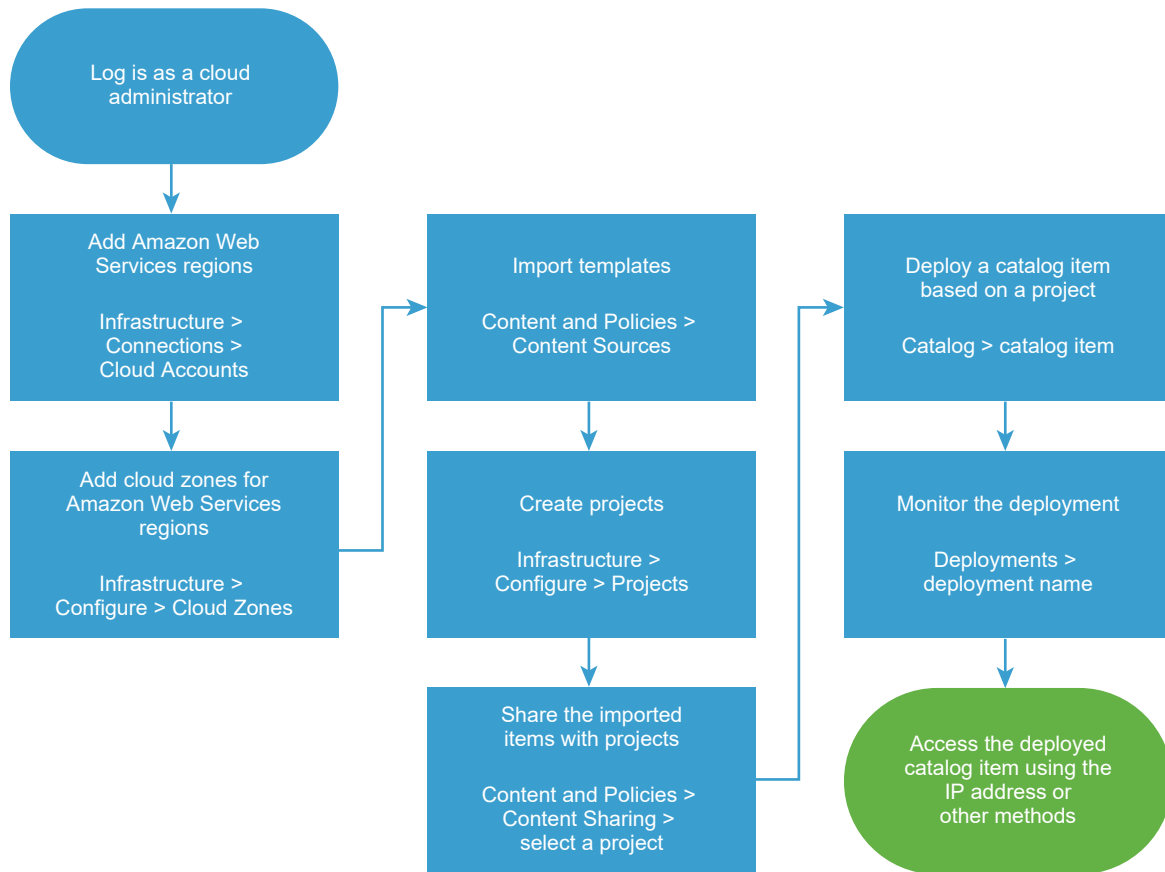 Log is as a cloud
administrator
Add Amazon Web
Services regions
Infrastructure >
Connections >
Cloud Accounts
Add cloud zones for
Amazon Web Services
regions
Infrastructure >
Configure > Cloud Zones
Import templates
Content and Policies >
Content Sources
Create projects
Infrastructure >
Configure > Projects
Share the imported
items with projects
Content and Policies >
Content Sharing >
select a project
Deploy a catalog item
based on a project
Catalog > catalog item
Monitor the deployment
Deployments >
deployment name
Access the deployed
catalog item using the
IP address or
other methods